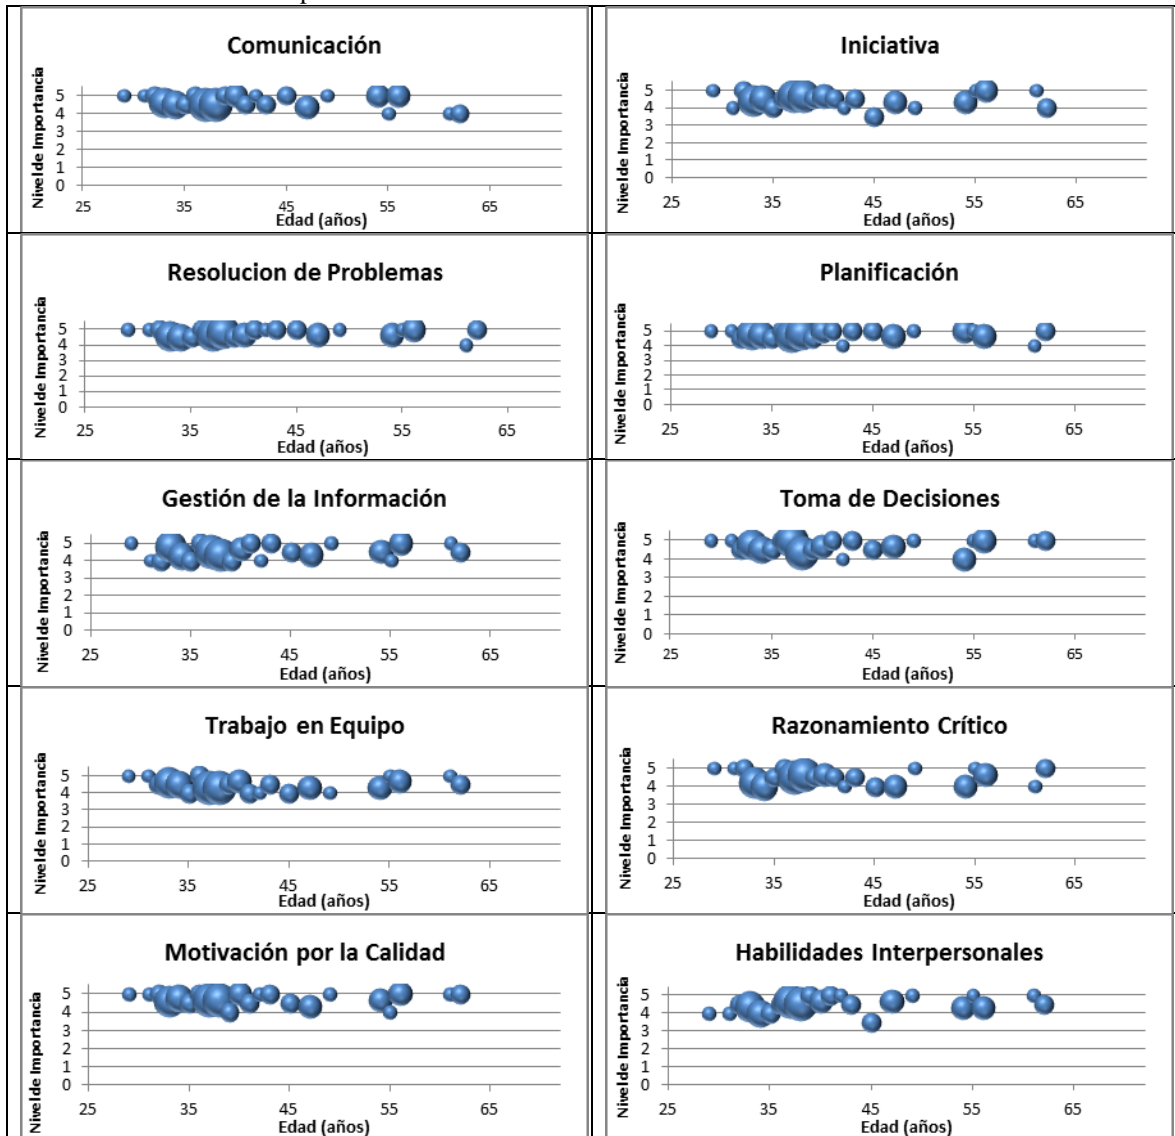 Comunicación
Nivel de Importancia
5
4
3
2
1
0
25 35 45 55 65
Edad (años)
Iniciativa
Nivel de Importancia
5
4
3
2
1
0
25 35 45 55 65
Edad (años)
Resolucion de Problemas
Nivel de Importancia
5
4
3
2
1
0
25 35 45 55 65
Edad (años)
Planificación
Nivel de Importancia
5
4
3
2
1
0
25 35 45 55 65
Edad (años)
Gestión de la Información
Nivel de Importancia
5
4
3
2
1
0
25 35 45 55 65
Edad (años)
Toma de Decisiones
Nivel de Importancia
5
4
3
2
1
0
25 35 45 55 65
Edad (años)
Trabajo en Equipo
Nivel de Importancia
5
4
3
2
1
0
25 35 45 55 65
Edad (años)
Razonamiento Crítico
Nivel de Importancia
5
4
3
2
1
0
25 35 45 55 65
Edad (años)
Motivación por la Calidad
Nivel de Importancia
5
4
3
2
1
0
25 35 45 55 65
Edad (años)
Habilidades Interpersonales
Nivel de Importancia
5
4
3
2
1
0
25 35 45 55 65
Edad (años)